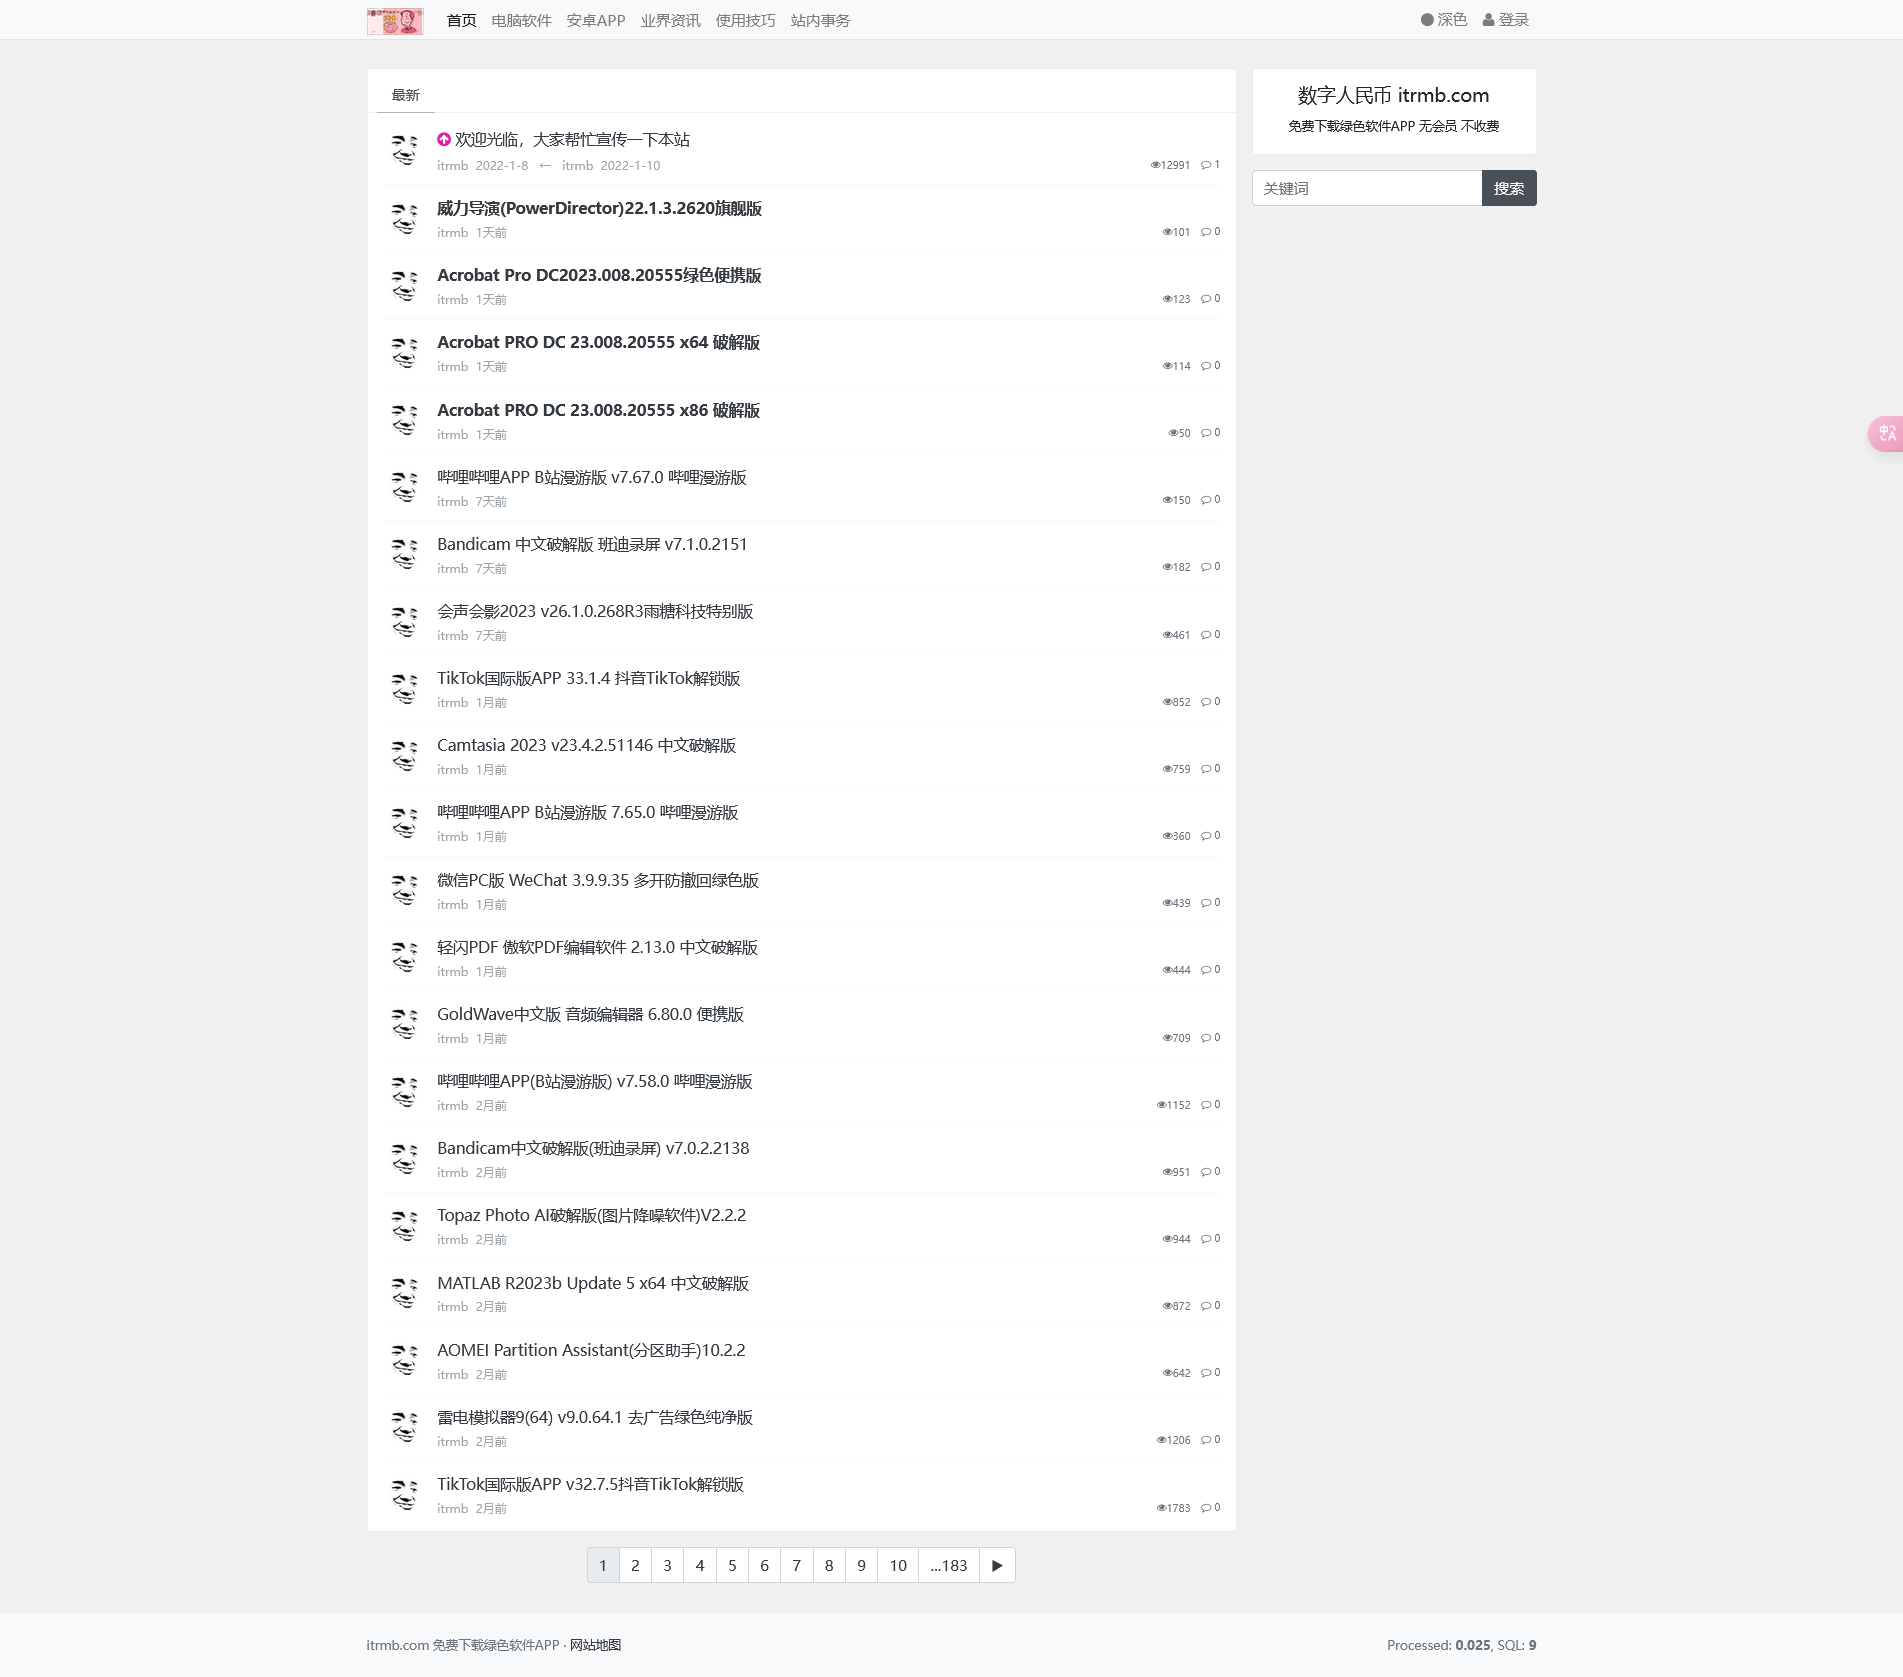 首页 电脑软件 安卓APP 业界资讯 使用技巧 站内事务 深色 登录
最新
欢迎光临，大家帮忙宣传一下本站
itrmb 2022-1-8 ← itrmb 2022-1-10 12991 1
威力导演(PowerDirector)22.1.3.2620旗舰版
itrmb 1天前 101 0
Acrobat Pro DC2023.008.20555绿色便携版
itrmb 1天前 123 0
Acrobat PRO DC 23.008.20555 x64 破解版
itrmb 1天前 114 0
Acrobat PRO DC 23.008.20555 x86 破解版
itrmb 1天前 50 0
哔哩哔哩APP B站漫游版 v7.67.0 哔哩漫游版
itrmb 7天前 150 0
Bandicam 中文破解版 班迪录屏 v7.1.0.2151
itrmb 7天前 182 0
会声会影2023 v26.1.0.268R3雨糖科技特别版
itrmb 7天前 461 0
TikTok国际版APP 33.1.4 抖音TikTok解锁版
itrmb 1月前 852 0
Camtasia 2023 v23.4.2.51146 中文破解版
itrmb 1月前 759 0
哔哩哔哩APP B站漫游版 7.65.0 哔哩漫游版
itrmb 1月前 360 0
微信PC版 WeChat 3.9.9.35 多开防撤回绿色版
itrmb 1月前 439 0
轻闪PDF 傲软PDF编辑软件 2.13.0 中文破解版
itrmb 1月前 444 0
GoldWave中文版 音频编辑器 6.80.0 便携版
itrmb 1月前 709 0
哔哩哔哩APP(B站漫游版) v7.58.0 哔哩漫游版
itrmb 2月前 1152 0
Bandicam中文破解版(班迪录屏) v7.0.2.2138
itrmb 2月前 951 0
Topaz Photo AI破解版(图片降噪软件)V2.2.2
itrmb 2月前 944 0
MATLAB R2023b Update 5 x64 中文破解版
itrmb 2月前 872 0
AOMEI Partition Assistant(分区助手)10.2.2
itrmb 2月前 642 0
雷电模拟器9(64) v9.0.64.1 去广告绿色纯净版
itrmb 2月前 1206 0
TikTok国际版APP v32.7.5抖音TikTok解锁版
itrmb 2月前 1783 0
1 2 3 4 5 6 7 8 9 10 ...183 ▶
数字人民币 itrmb.com
免费下载绿色软件APP 无会员 不收费
关键词 搜索
itrmb.com 免费下载绿色软件APP · 网站地图 Processed: 0.025, SQL: 9